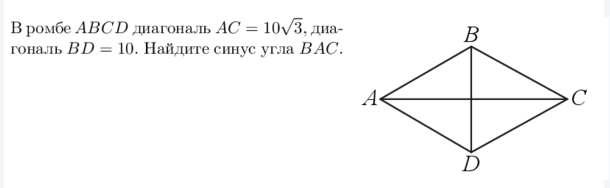 В ромбе ABCD диагональ AC = 10√3, диа-
гональ BD = 10. Найдите синус угла BAC.
B
A
C
D